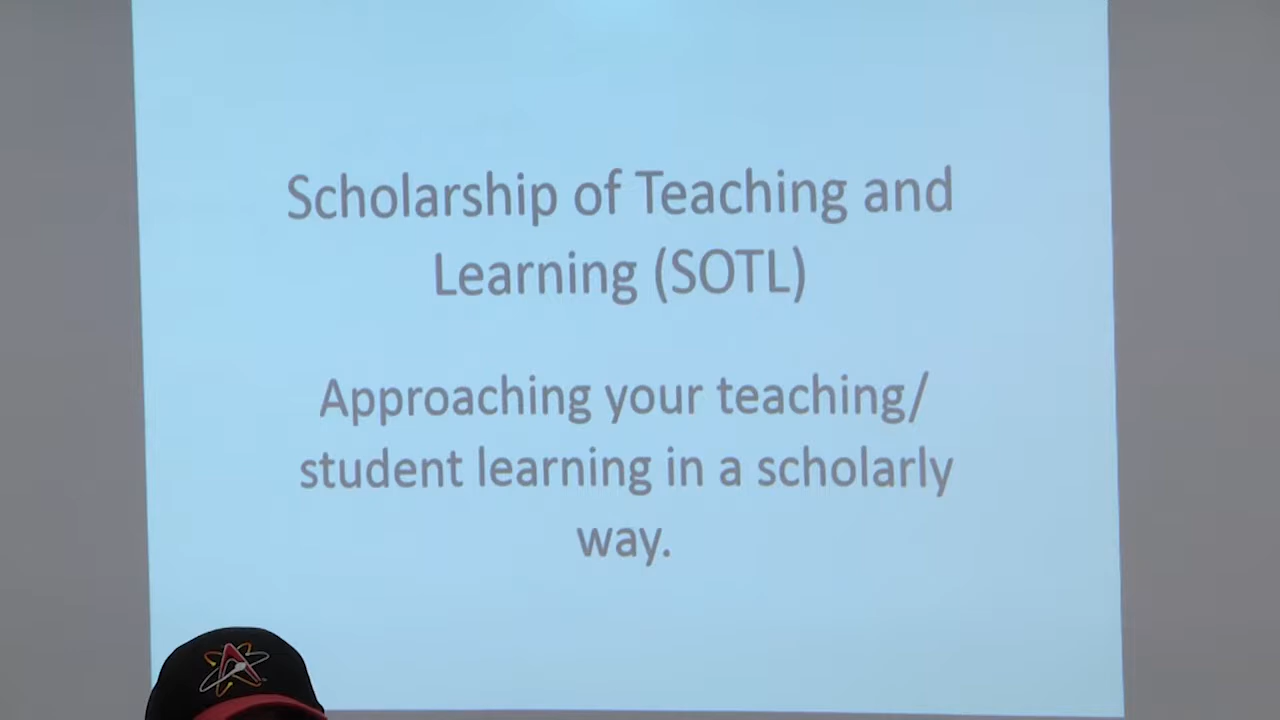 Scholarship of Teaching and
Learning (SOTL)
Approaching your teaching/
student learning in a scholarly
way.